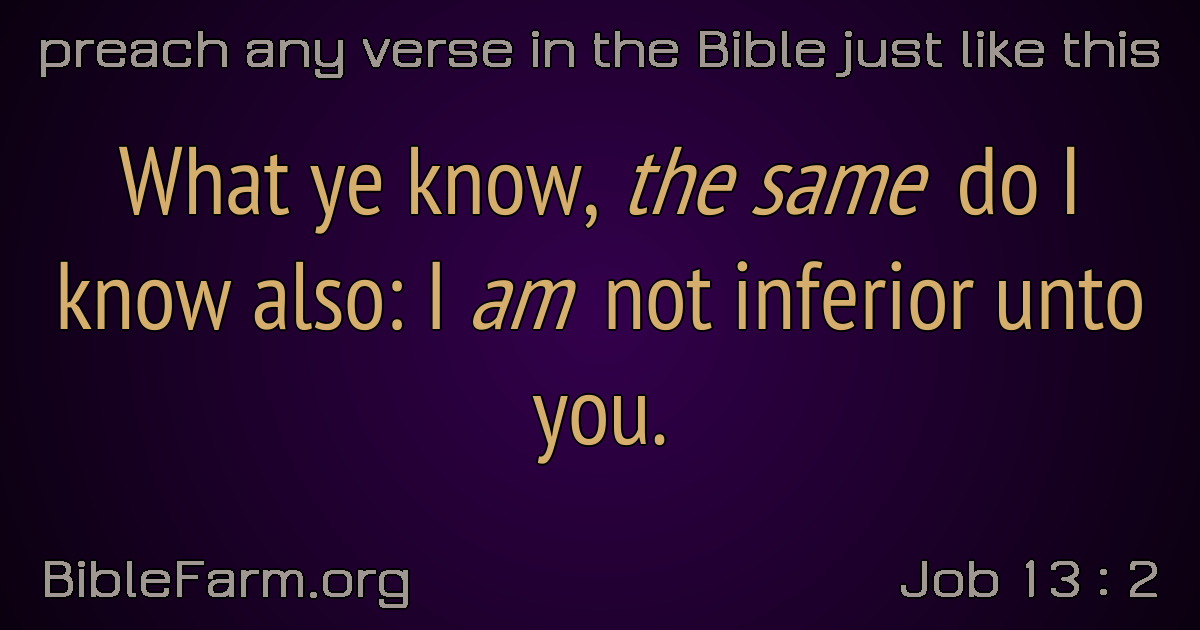 preach any verse in the Bible just like this
What ye know, the same do I
know also: I am not inferior unto
you.
BibleFarm.org
Job 13 : 2